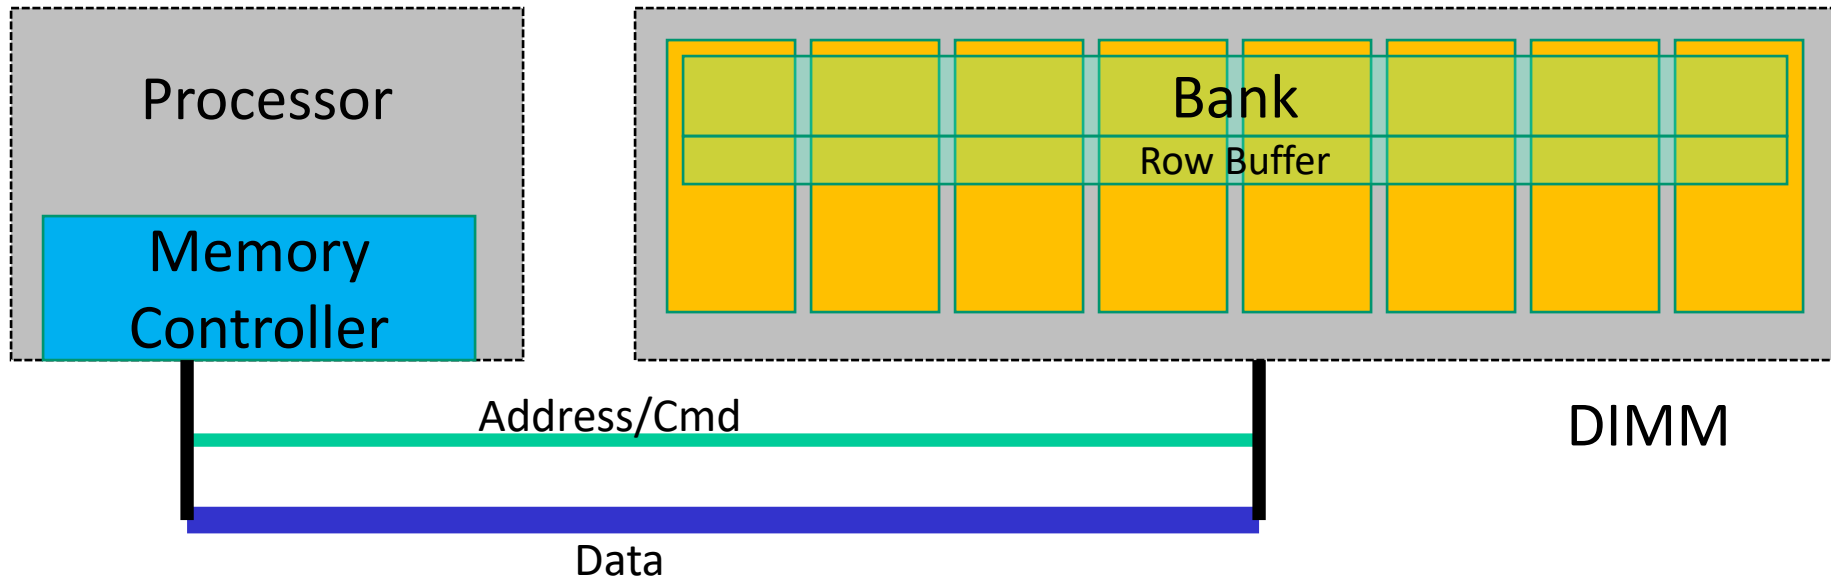 Processor
Memory
Controller
Bank
Row Buffer
Address/Cmd
DIMM
Data